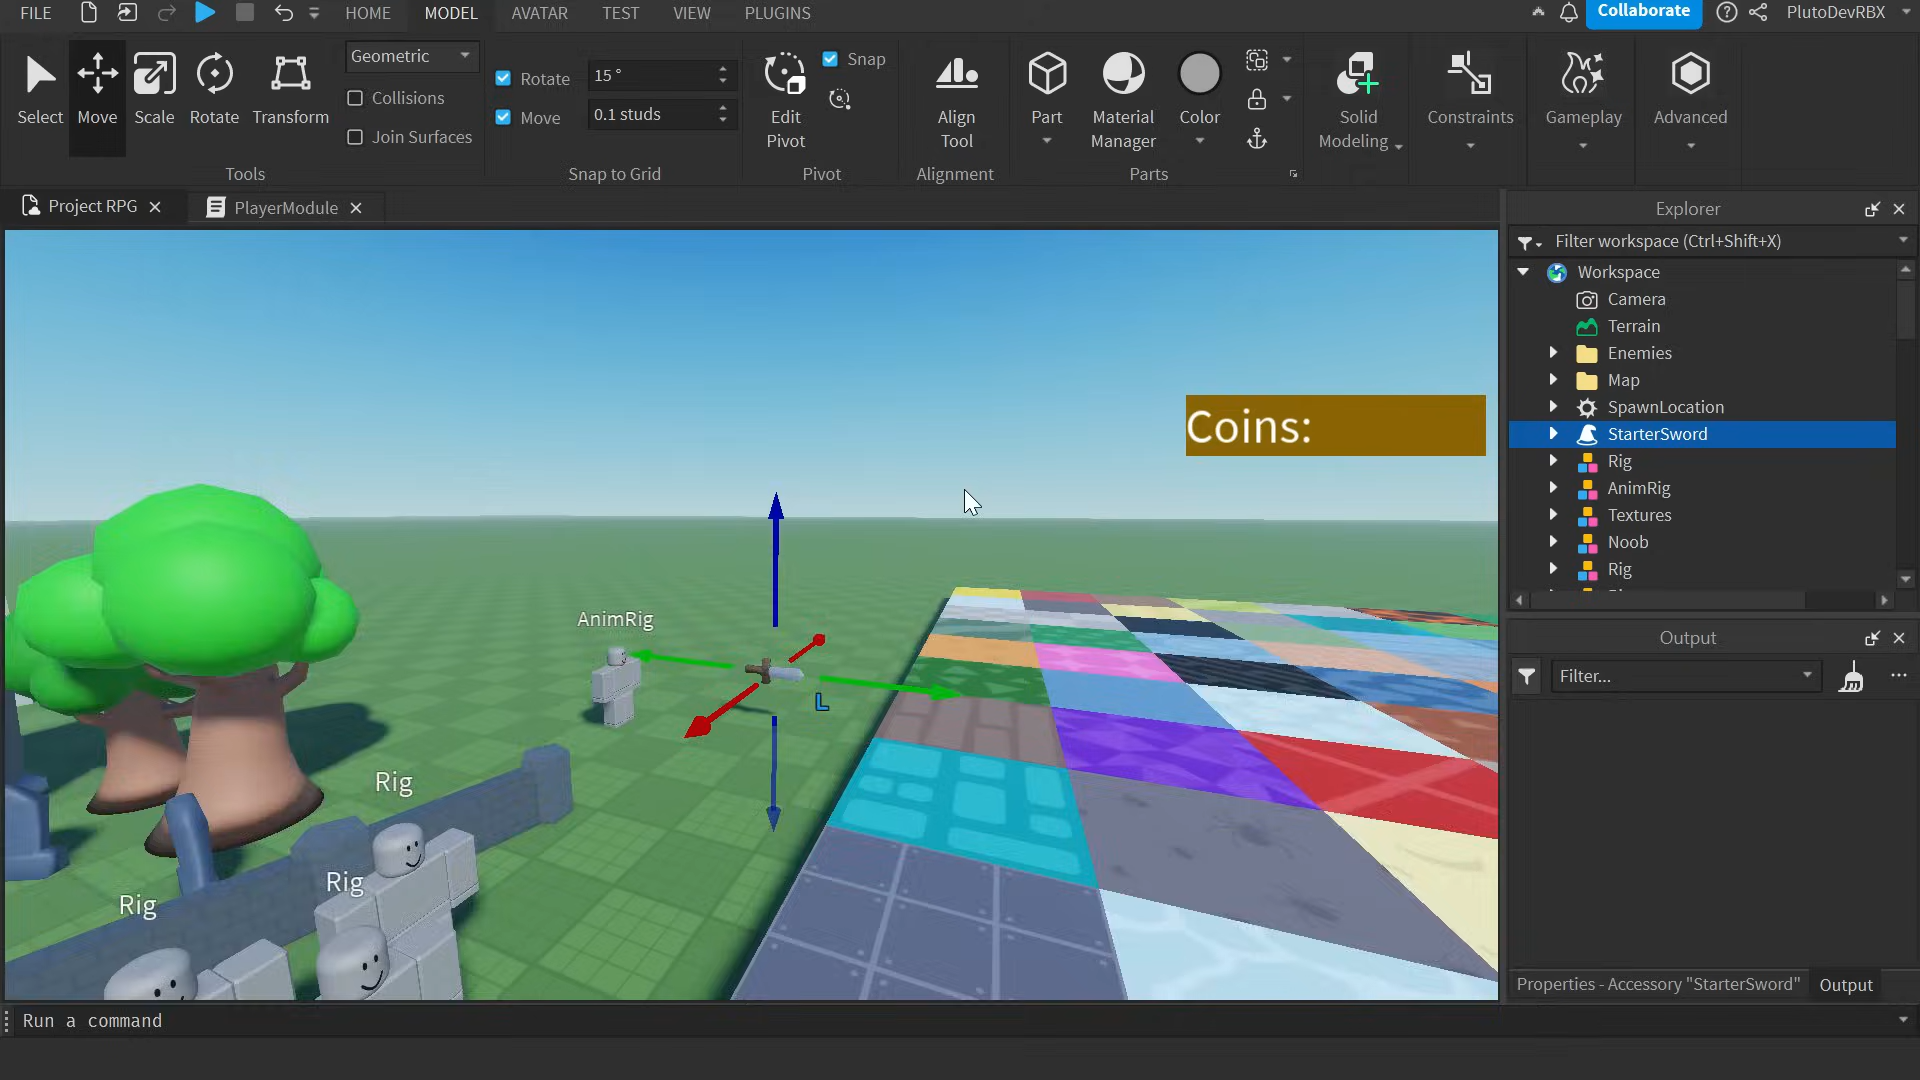 FILE HOME MODEL AVATAR TEST VIEW PLUGINS Collaborate PlutoDevRBX
Select Move Scale Rotate Transform
Geometric
Collisions
Join Surfaces
Tools
Rotate 15 °
Move 0.1 studs
Snap to Grid
Edit
Pivot
Snap
Pivot
Align
Tool
Alignment
Part
Material
Manager
Color
Parts
Solid
Modeling
Constraints
Gameplay
Advanced
Project RPG
PlayerModule
Coins:
AnimRig
Rig
Rig
Rig
L
Explorer
Filter workspace (Ctrl+Shift+X)
Workspace
Camera
Terrain
Enemies
Map
SpawnLocation
StarterSword
Rig
AnimRig
Textures
Noob
Rig
Output
Filter...
Properties - Accessory "StarterSword"
Output
Run a command